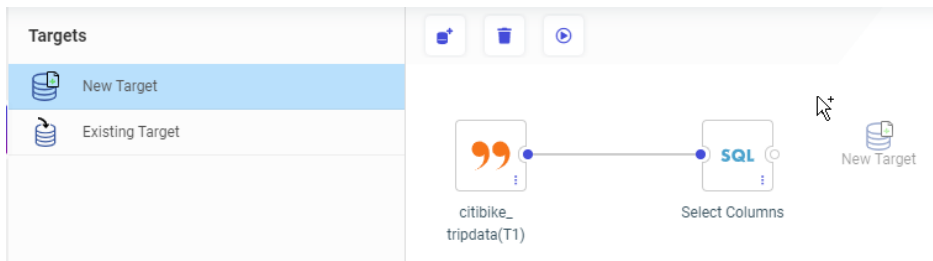 Targets
New Target
Existing Target
SQL
New Target
citibike_
tripdata(T1)
Select Columns